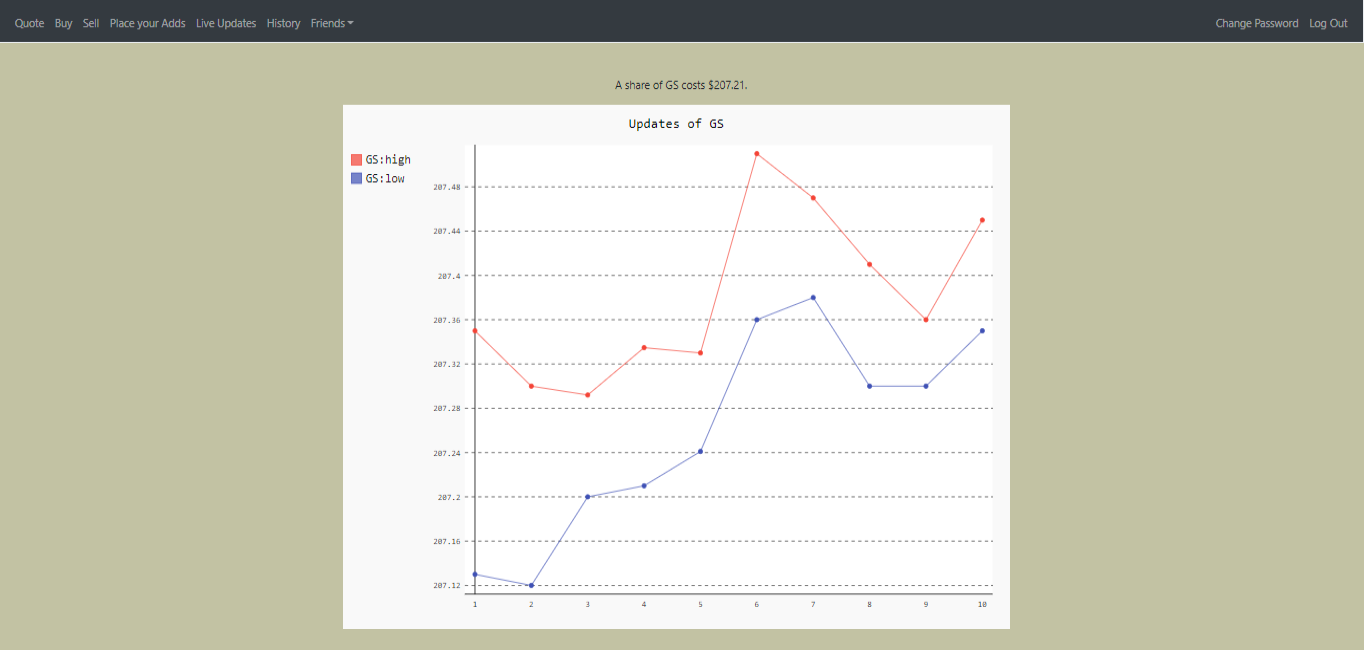 Quote Buy Sell Place your Adds Live Updates History Friends Change Password Log Out
A share of GS costs $207.21.
Updates of GS
GS:high
GS:low
207.48
207.44
207.4
207.36
207.32
207.28
207.24
207.2
207.16
207.12
1 2 3 4 5 6 7 8 9 10